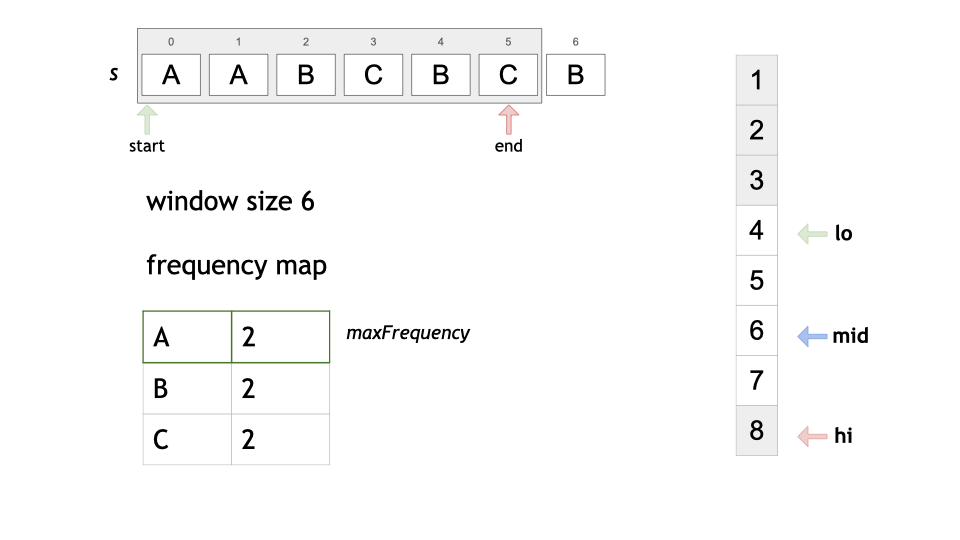 0 1 2 3 4 5 6
s A A B C B C B
start end
window size 6
frequency map
A 2 maxFrequency
B 2
C 2
1
2
3
4 lo
5
6 mid
7
8 hi